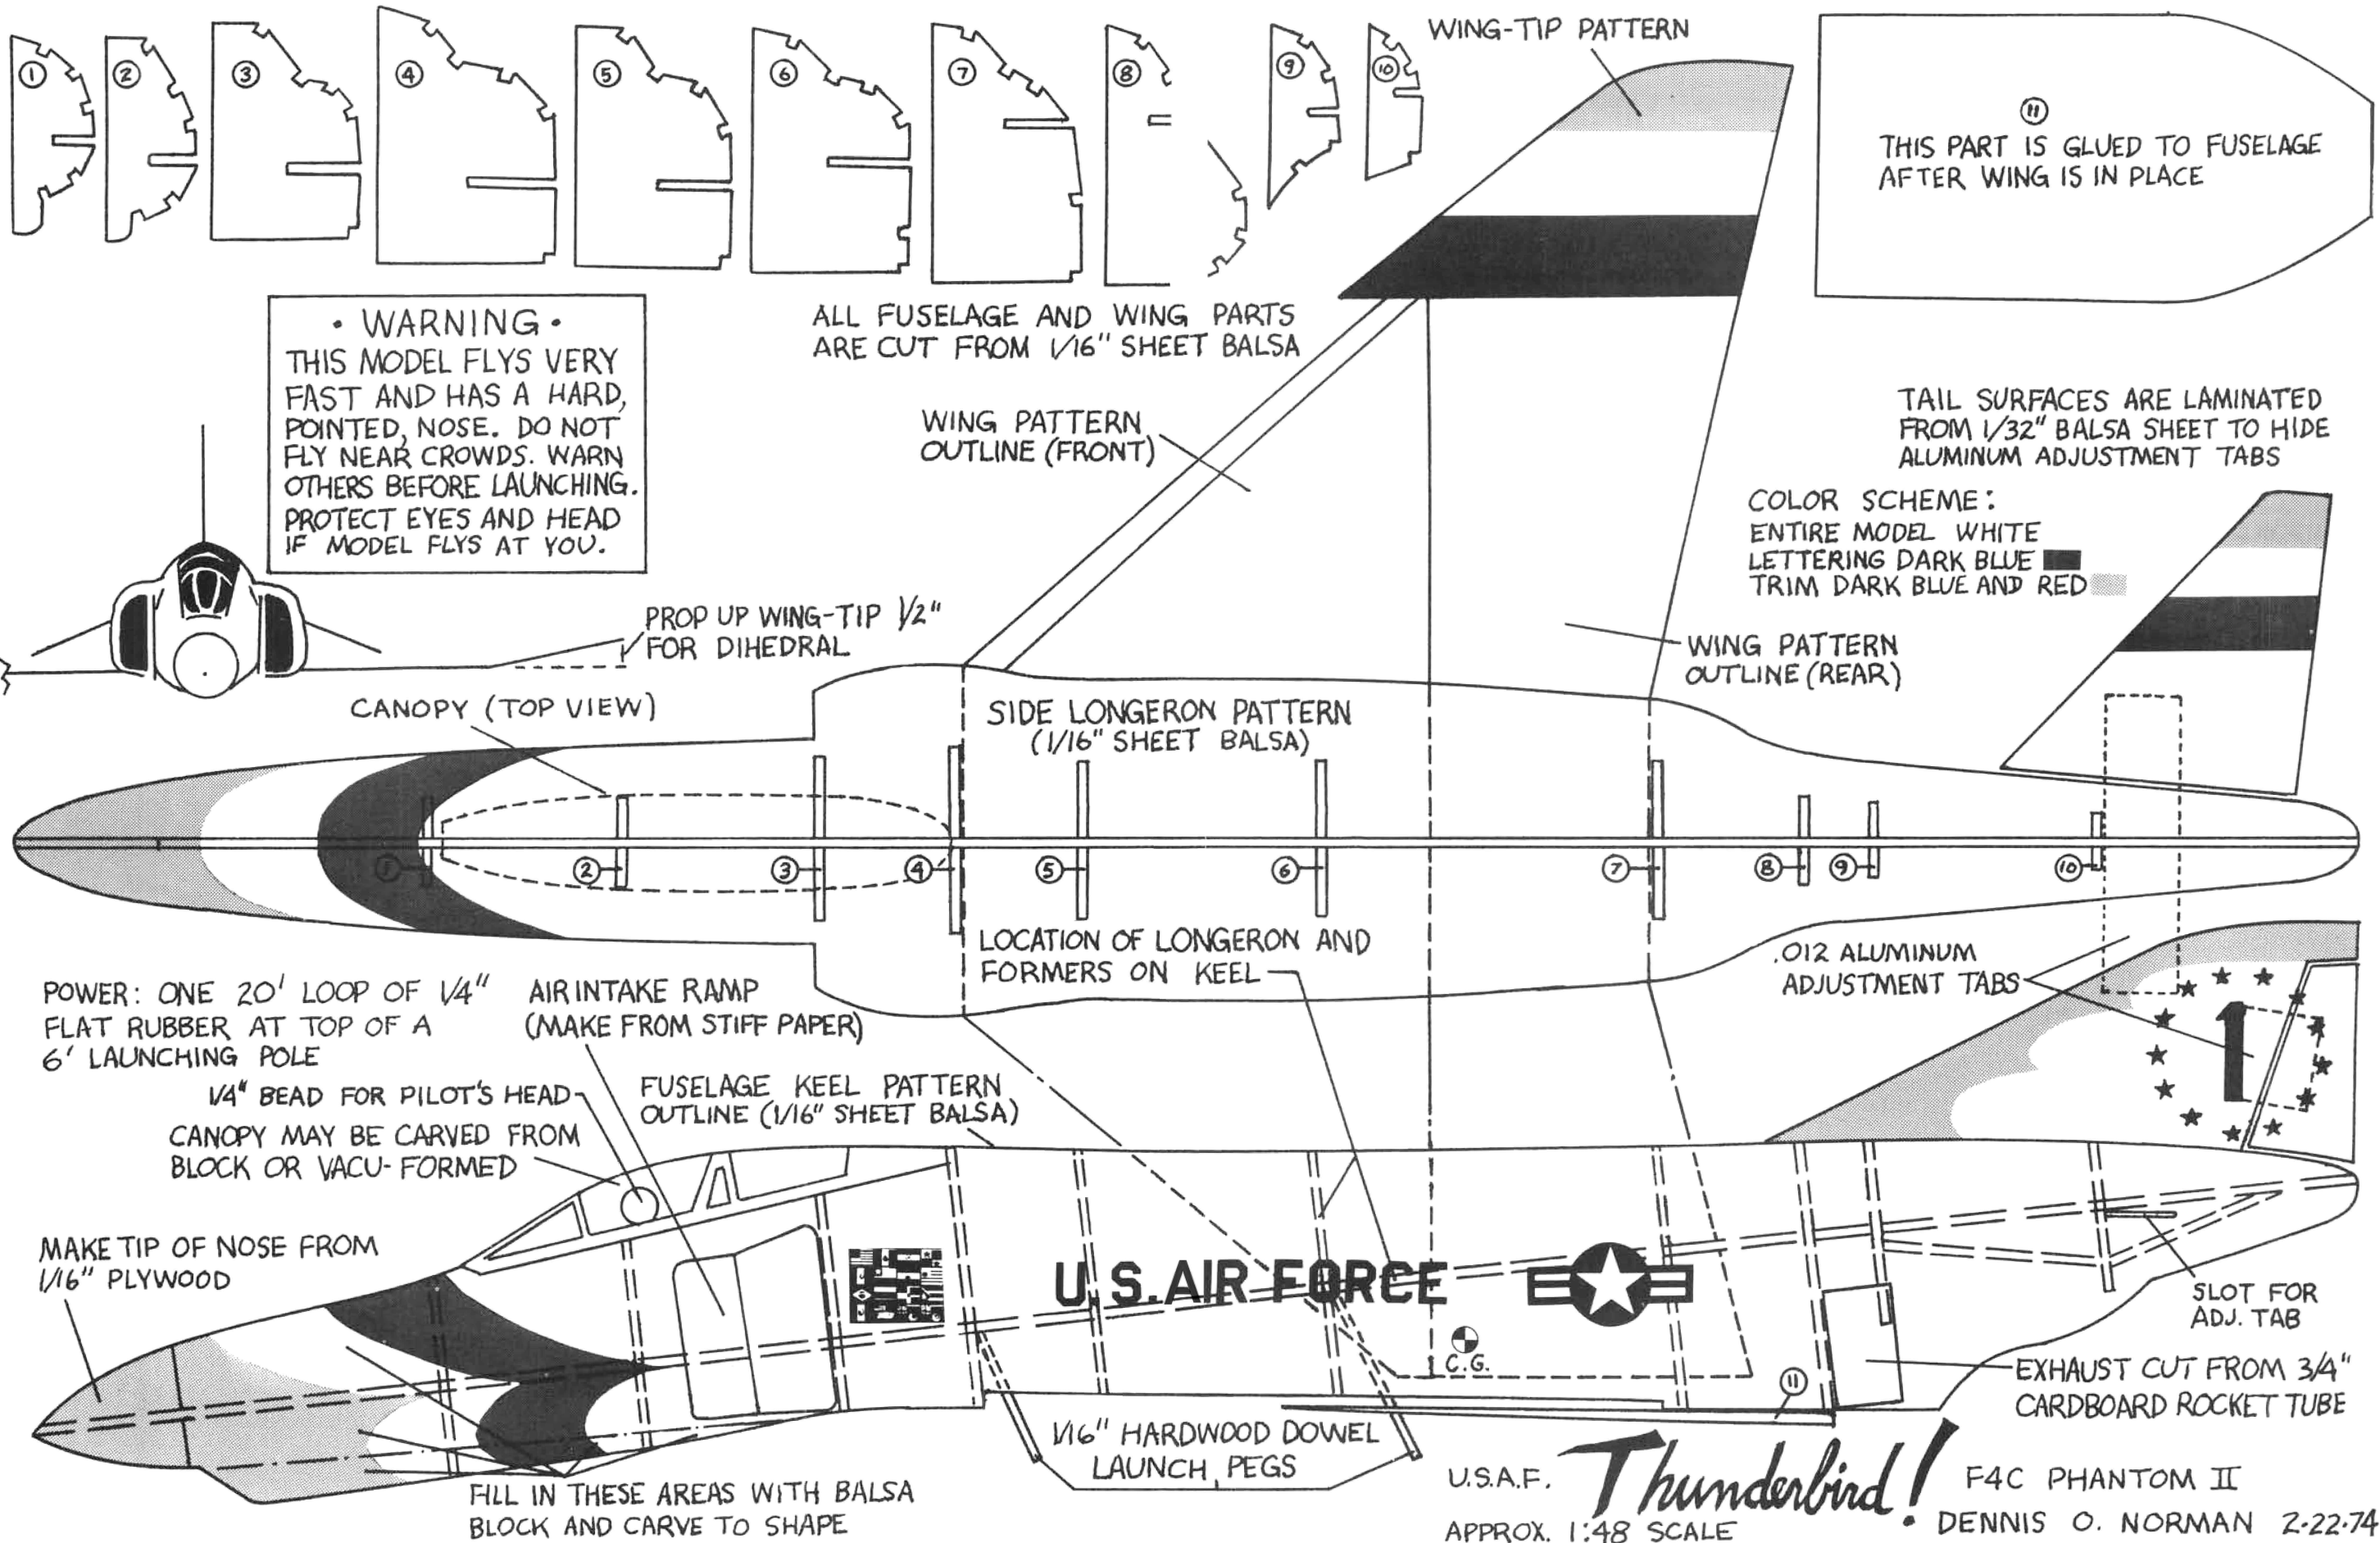 1
2
3
4
5
6
7
8
9
10
WING-TIP PATTERN
11
THIS PART IS GLUED TO FUSELAGE
AFTER WING IS IN PLACE
• WARNING •
THIS MODEL FLYS VERY
FAST AND HAS A HARD,
POINTED, NOSE. DO NOT
FLY NEAR CROWDS. WARN
OTHERS BEFORE LAUNCHING.
PROTECT EYES AND HEAD
IF MODEL FLYS AT YOU.
ALL FUSELAGE AND WING PARTS
ARE CUT FROM 1/16" SHEET BALSA
WING PATTERN
OUTLINE (FRONT)
TAIL SURFACES ARE LAMINATED
FROM 1/32" BALSA SHEET TO HIDE
ALUMINUM ADJUSTMENT TABS
COLOR SCHEME:
ENTIRE MODEL WHITE
LETTERING DARK BLUE
TRIM DARK BLUE AND RED
PROP UP WING-TIP 1/2"
FOR DIHEDRAL
WING PATTERN
OUTLINE (REAR)
CANOPY (TOP VIEW)
SIDE LONGERON PATTERN
(1/16" SHEET BALSA)
1
2
3
4
5
6
7
8
9
10
LOCATION OF LONGERON AND
FORMERS ON KEEL
.012 ALUMINUM
ADJUSTMENT TABS
1
POWER: ONE 20' LOOP OF 1/4"
FLAT RUBBER AT TOP OF A
6' LAUNCHING POLE
AIR INTAKE RAMP
(MAKE FROM STIFF PAPER)
1/4" BEAD FOR PILOT'S HEAD
CANOPY MAY BE CARVED FROM
BLOCK OR VACU-FORMED
FUSELAGE KEEL PATTERN
OUTLINE (1/16" SHEET BALSA)
MAKE TIP OF NOSE FROM
1/16" PLYWOOD
U.S. AIR FORCE
C.G.
11
SLOT FOR
ADJ. TAB
EXHAUST CUT FROM 3/4"
CARDBOARD ROCKET TUBE
1/16" HARDWOOD DOWEL
LAUNCH PEGS
FILL IN THESE AREAS WITH BALSA
BLOCK AND CARVE TO SHAPE
U.S.A.F. Thunderbird! F4C PHANTOM II
APPROX. 1:48 SCALE
DENNIS O. NORMAN 2-22-74